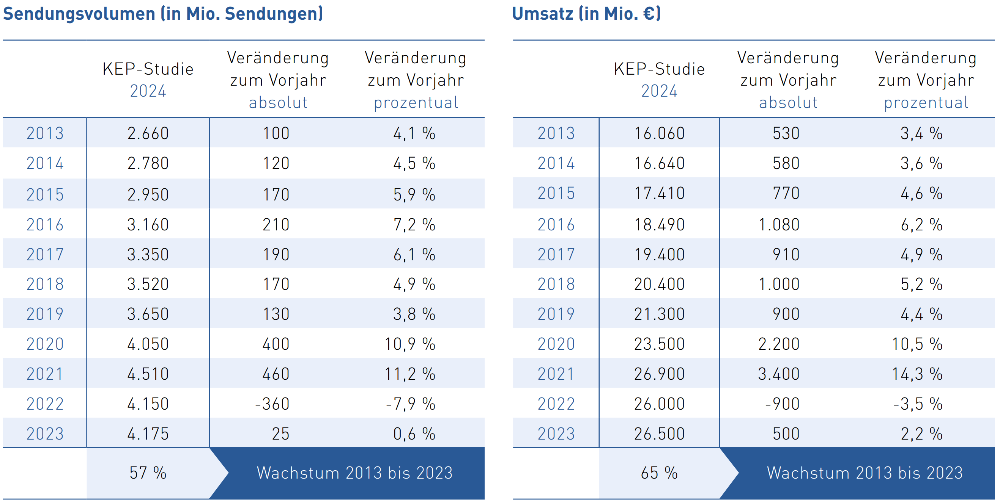 Sendungsvolumen (in Mio. Sendungen)
KEP-Studie
2024
Veränderung
zum Vorjahr
absolut
Veränderung
zum Vorjahr
prozentual
2013 2.660 100 4,1 %
2014 2.780 120 4,5 %
2015 2.950 170 5,9 %
2016 3.160 210 7,2 %
2017 3.350 190 6,1 %
2018 3.520 170 4,9 %
2019 3.650 130 3,8 %
2020 4.050 400 10,9 %
2021 4.510 460 11,2 %
2022 4.150 -360 -7,9 %
2023 4.175 25 0,6 %
57 % Wachstum 2013 bis 2023
Umsatz (in Mio. €)
KEP-Studie
2024
Veränderung
zum Vorjahr
absolut
Veränderung
zum Vorjahr
prozentual
2013 16.060 530 3,4 %
2014 16.640 580 3,6 %
2015 17.410 770 4,6 %
2016 18.490 1.080 6,2 %
2017 19.400 910 4,9 %
2018 20.400 1.000 5,2 %
2019 21.300 900 4,4 %
2020 23.500 2.200 10,5 %
2021 26.900 3.400 14,3 %
2022 26.000 -900 -3,5 %
2023 26.500 500 2,2 %
65 % Wachstum 2013 bis 2023